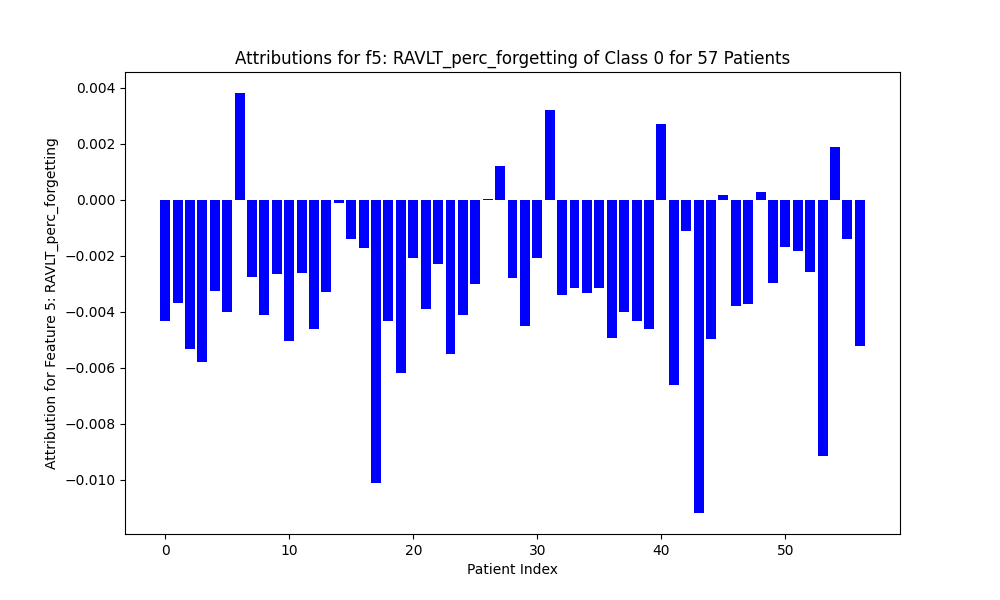 Attributions for f5: RAVLT_perc_forgetting of Class 0 for 57 Patients
Attribution for Feature 5: RAVLT_perc_forgetting
0.004
0.002
0.000
−0.002
−0.004
−0.006
−0.008
−0.010
0 10 20 30 40 50
Patient Index